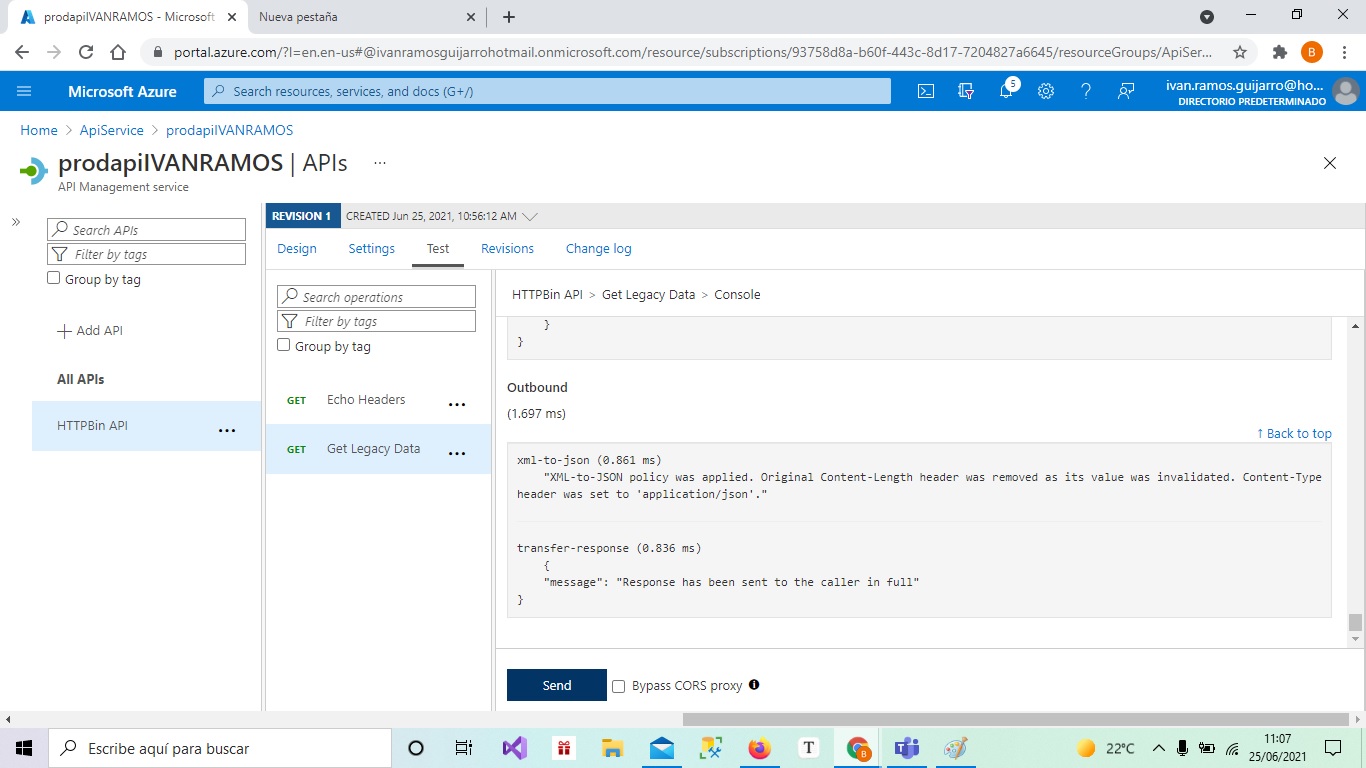 prodapiIVANRAMOS - Microsoft
Nueva pestaña
portal.azure.com/?l=en.en-us#@ivanramosguijarrohotmail.onmicrosoft.com/resource/subscriptions/93758d8a-b60f-443c-8d17-7204827a6645/resourceGroups/ApiSer...
B
Microsoft Azure
Search resources, services, and docs (G+/)
5
ivan.ramos.guijarro@ho...
DIRECTORIO PREDETERMINADO
Home > ApiService > prodapiIVANRAMOS
prodapiIVANRAMOS | APIs ...
API Management service
Search APIs
Filter by tags
Group by tag
+ Add API
All APIs
HTTPBin API ...
REVISION 1 CREATED Jun 25, 2021, 10:56:12 AM
Design Settings Test Revisions Change log
Search operations
Filter by tags
Group by tag
GET Echo Headers ...
GET Get Legacy Data ...
HTTPBin API > Get Legacy Data > Console
}
}
Outbound
(1.697 ms)
↑ Back to top
xml-to-json (0.861 ms)
"XML-to-JSON policy was applied. Original Content-Length header was removed as its value was invalidated. Content-Type
header was set to 'application/json'."
transfer-response (0.836 ms)
{
"message": "Response has been sent to the caller in full"
}
Send
Bypass CORS proxy
Escribe aquí para buscar
T
B
22°C
11:07
25/06/2021